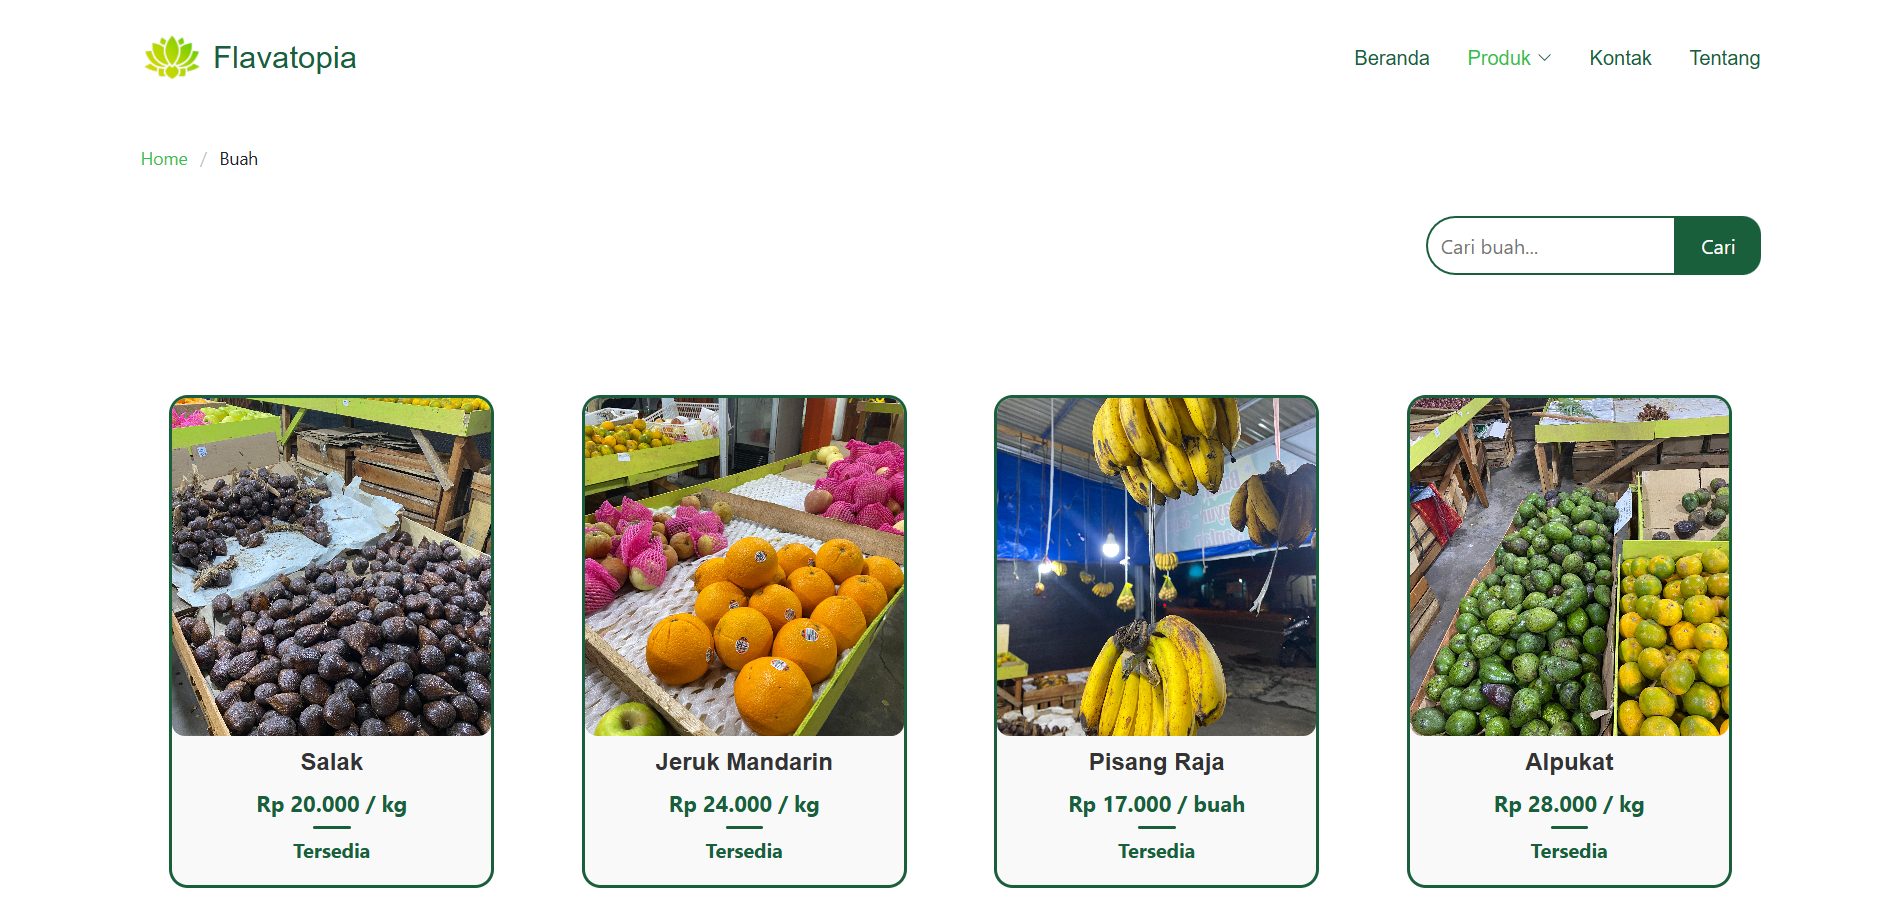 Flavatopia
Beranda Produk Kontak Tentang
Home / Buah
Cari buah... Cari
Salak
Rp 20.000 / kg
Tersedia
Jeruk Mandarin
Rp 24.000 / kg
Tersedia
Pisang Raja
Rp 17.000 / buah
Tersedia
Alpukat
Rp 28.000 / kg
Tersedia